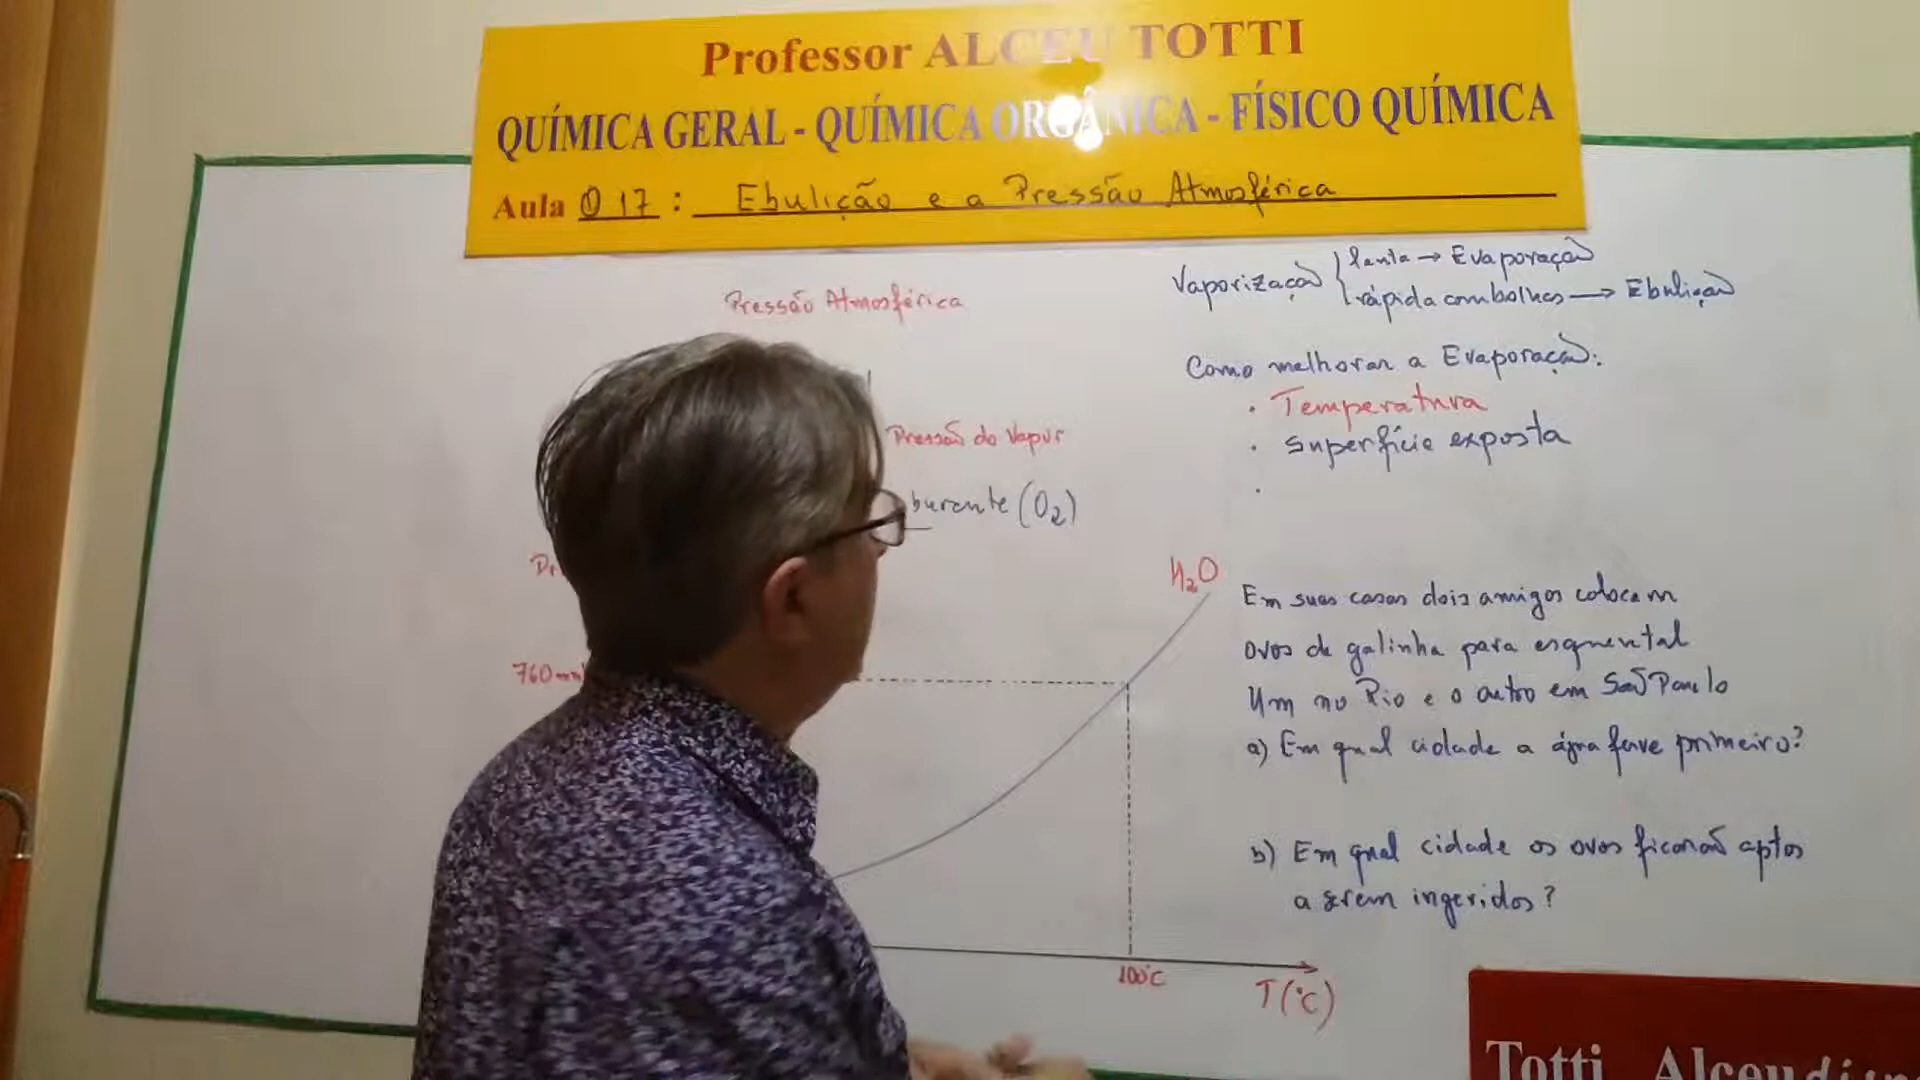 Professor ALCEU TOTTI
QUÍMICA GERAL - QUÍMICA ORGÂNICA - FÍSICO QUÍMICA
Aula 017 : Ebulição e a Pressão Atmosférica
Pressão Atmosférica
Vaporização
lenta → Evaporação
rápida com bolhas → Ebulição
Como melhorar a Evaporação:
• Temperatura
• Superfície exposta
•
Pressão do Vapor
burente (O₂)
760 mm
H₂O
100°C
T(°C)
Em suas casas dois amigos colocam
ovos de galinha para esquental
Um no Rio e o outro em São Paulo
a) Em qual cidade a água ferve primeiro?
b) Em qual cidade os ovos ficarão aptos
a serem ingeridos?
Totti Alceu